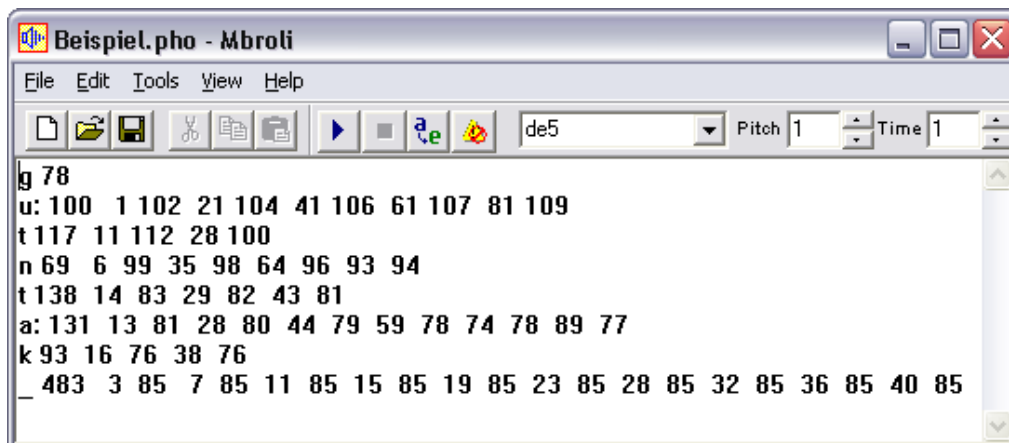 Beispiel.pho - Mbroli
File Edit Tools View Help
a e de5 Pitch 1 Time 1
g 78
u: 100 1 102 21 104 41 106 61 107 81 109
t 117 11 112 28 100
n 69 6 99 35 98 64 96 93 94
t 138 14 83 29 82 43 81
a: 131 13 81 28 80 44 79 59 78 74 78 89 77
k 93 16 76 38 76
_ 483 3 85 7 85 11 85 15 85 19 85 23 85 28 85 32 85 36 85 40 85